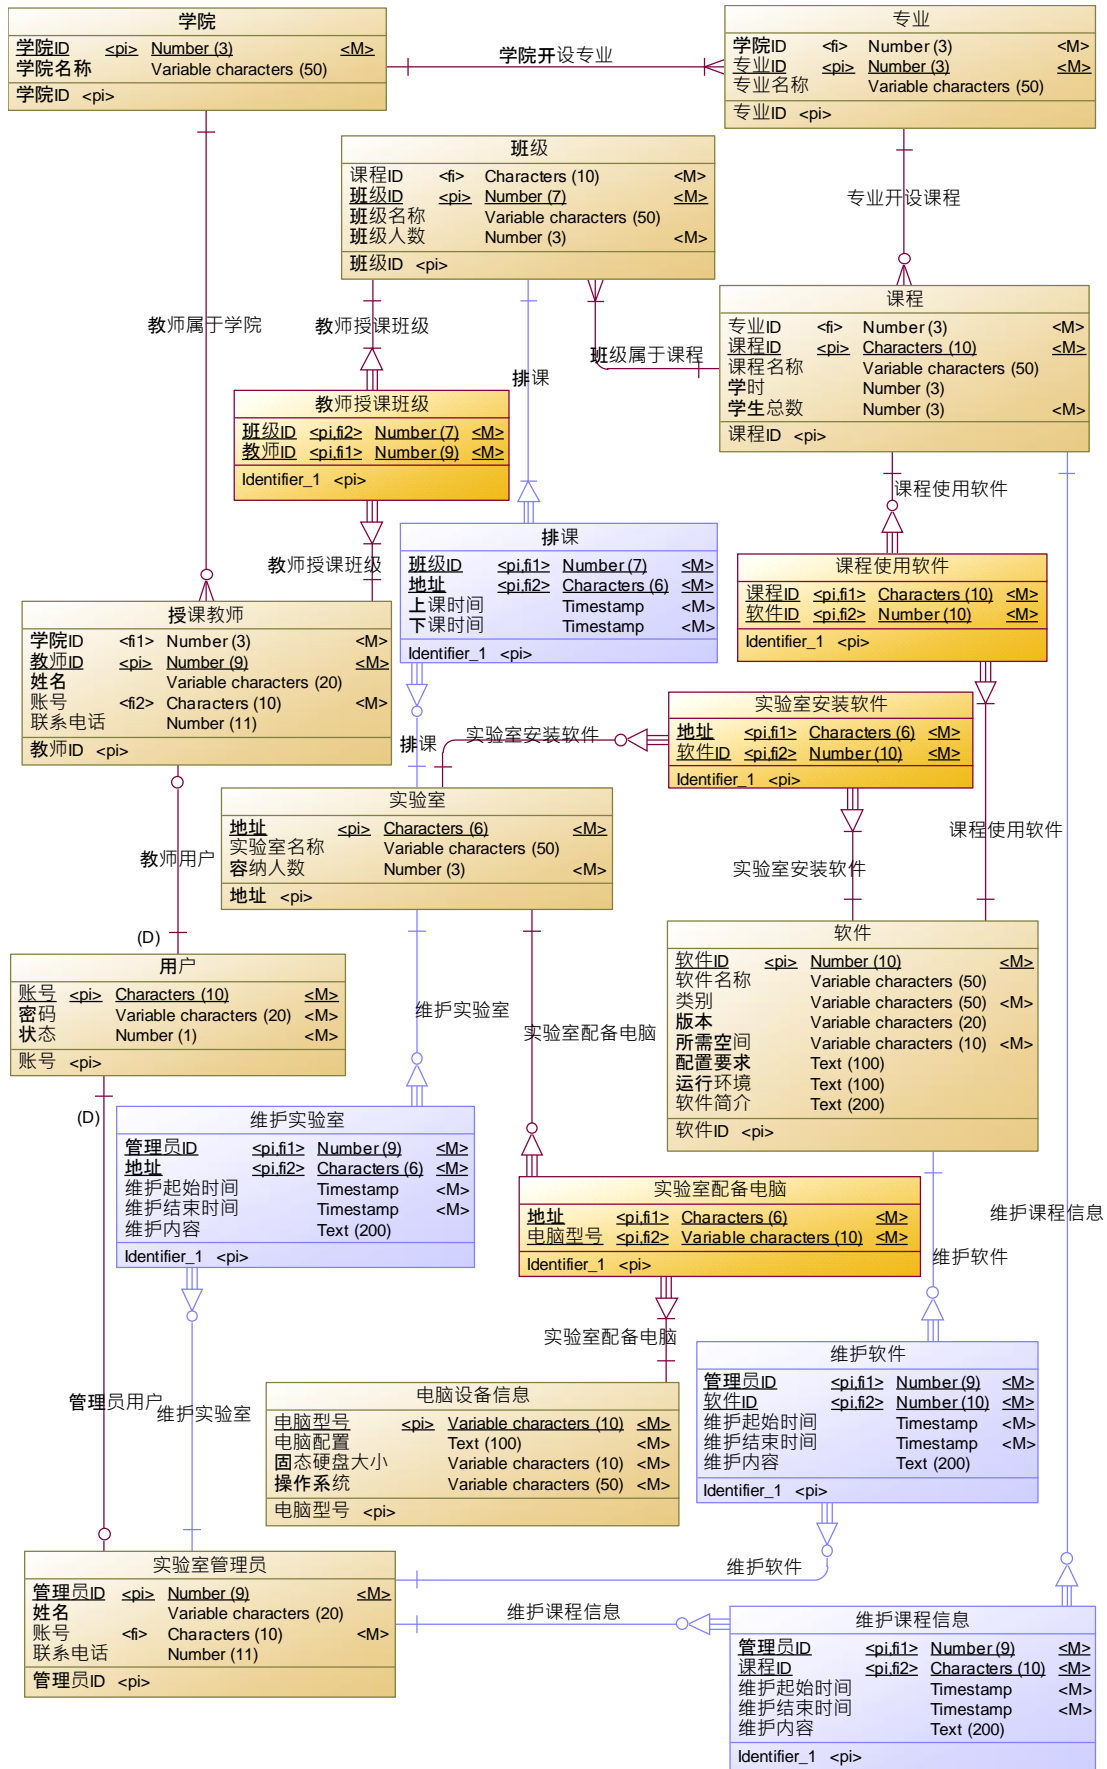 学院
学院ID <pi> Number (3) <M>
学院名称 Variable characters (50)
学院ID <pi>
学院开设专业
专业
学院ID <fi> Number (3) <M>
专业ID <pi> Number (3) <M>
专业名称 Variable characters (50)
专业ID <pi>
班级
课程ID <fi> Characters (10) <M>
班级ID <pi> Number (7) <M>
班级名称 Variable characters (50)
班级人数 Number (3) <M>
班级ID <pi>
专业开设课程
教师属于学院
教师授课班级
排课
班级属于课程
课程
专业ID <fi> Number (3) <M>
课程ID <pi> Characters (10) <M>
课程名称 Variable characters (50)
学时 Number (3)
学生总数 Number (3) <M>
课程ID <pi>
教师授课班级
班级ID <pi,fi2> Number (7) <M>
教师ID <pi,fi1> Number (9) <M>
Identifier_1 <pi>
课程使用软件
教师授课班级
排课
班级ID <pi,fi1> Number (7) <M>
地址 <pi,fi2> Characters (6) <M>
上课时间 Timestamp <M>
下课时间 Timestamp <M>
Identifier_1 <pi>
课程使用软件
课程ID <pi,fi1> Characters (10) <M>
软件ID <pi,fi2> Number (10) <M>
Identifier_1 <pi>
授课教师
学院ID <fi1> Number (3) <M>
教师ID <pi> Number (9) <M>
姓名 Variable characters (20)
账号 <fi2> Characters (10) <M>
联系电话 Number (11)
教师ID <pi>
排课
实验室安装软件
实验室安装软件
地址 <pi,fi1> Characters (6) <M>
软件ID <pi,fi2> Number (10) <M>
Identifier_1 <pi>
实验室
地址 <pi> Characters (6) <M>
实验室名称 Variable characters (50)
容纳人数 Number (3) <M>
地址 <pi>
教师用户
课程使用软件
实验室安装软件
(D)
用户
账号 <pi> Characters (10) <M>
密码 Variable characters (20) <M>
状态 Number (1) <M>
账号 <pi>
(D)
维护实验室
实验室配备电脑
软件
软件ID <pi> Number (10) <M>
软件名称 Variable characters (50)
类别 Variable characters (50) <M>
版本 Variable characters (20)
所需空间 Variable characters (10) <M>
配置要求 Text (100)
运行环境 Text (100)
软件简介 Text (200)
软件ID <pi>
维护实验室
管理员ID <pi,fi1> Number (9) <M>
地址 <pi,fi2> Characters (6) <M>
维护起始时间 Timestamp <M>
维护结束时间 Timestamp <M>
维护内容 Text (200)
Identifier_1 <pi>
实验室配备电脑
地址 <pi,fi1> Characters (6) <M>
电脑型号 <pi,fi2> Variable characters (10) <M>
Identifier_1 <pi>
维护课程信息
维护软件
实验室配备电脑
管理员用户
维护实验室
电脑设备信息
电脑型号 <pi> Variable characters (10) <M>
电脑配置 Text (100) <M>
固态硬盘大小 Variable characters (10) <M>
操作系统 Variable characters (50) <M>
电脑型号 <pi>
维护软件
管理员ID <pi,fi1> Number (9) <M>
软件ID <pi,fi2> Number (10) <M>
维护起始时间 Timestamp <M>
维护结束时间 Timestamp <M>
维护内容 Text (200)
Identifier_1 <pi>
实验室管理员
管理员ID <pi> Number (9) <M>
姓名 Variable characters (20)
账号 <fi> Characters (10) <M>
联系电话 Number (11)
管理员ID <pi>
维护软件
维护课程信息
维护课程信息
管理员ID <pi,fi1> Number (9) <M>
课程ID <pi,fi2> Characters (10) <M>
维护起始时间 Timestamp <M>
维护结束时间 Timestamp <M>
维护内容 Text (200)
Identifier_1 <pi>